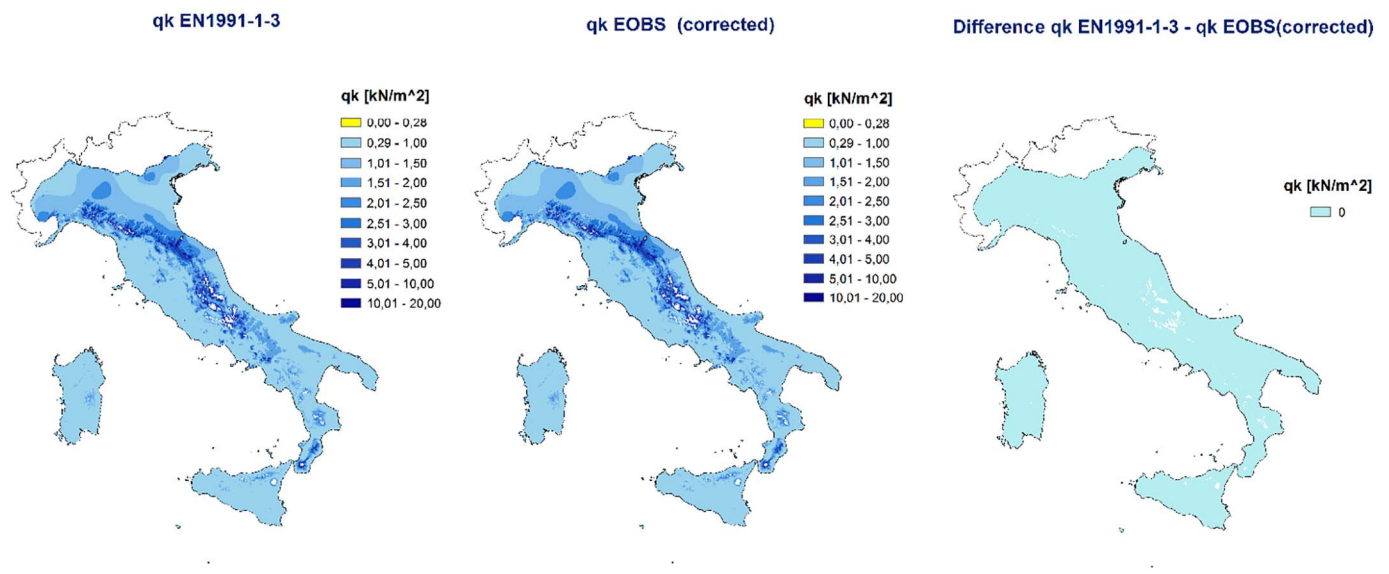 qk EN1991-1-3
qk [kN/m^2]
0,00 - 0,28
0,29 - 1,00
1,01 - 1,50
1,51 - 2,00
2,01 - 2,50
2,51 - 3,00
3,01 - 4,00
4,01 - 5,00
5,01 - 10,00
10,01 - 20,00
qk EOBS (corrected)
qk [kN/m^2]
0,00 - 0,28
0,29 - 1,00
1,01 - 1,50
1,51 - 2,00
2,01 - 2,50
2,51 - 3,00
3,01 - 4,00
4,01 - 5,00
5,01 - 10,00
10,01 - 20,00
Difference qk EN1991-1-3 - qk EOBS(corrected)
qk [kN/m^2]
0